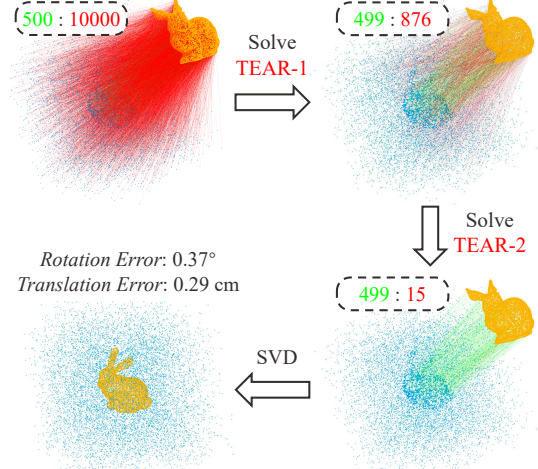 500 : 10000
Solve
TEAR-1
499 : 876
Solve
TEAR-2
Rotation Error: 0.37°
Translation Error: 0.29 cm
499 : 15
SVD